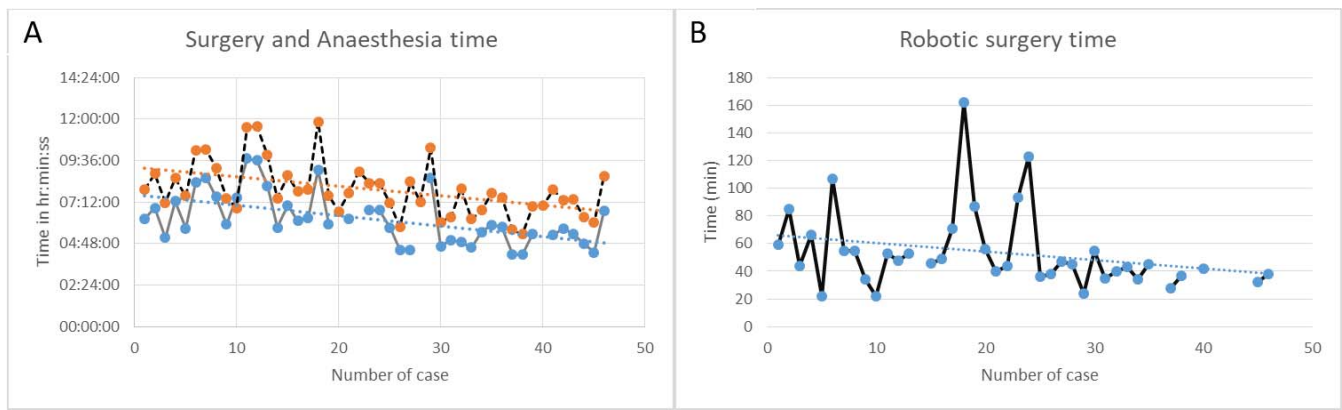 A
Surgery and Anaesthesia time
Time in hr:min:ss
14:24:00
12:00:00
09:36:00
07:12:00
04:48:00
02:24:00
00:00:00
0 10 20 30 40 50
Number of case
B
Robotic surgery time
Time (min)
180
160
140
120
100
80
60
40
20
0
0 10 20 30 40 50
Number of case